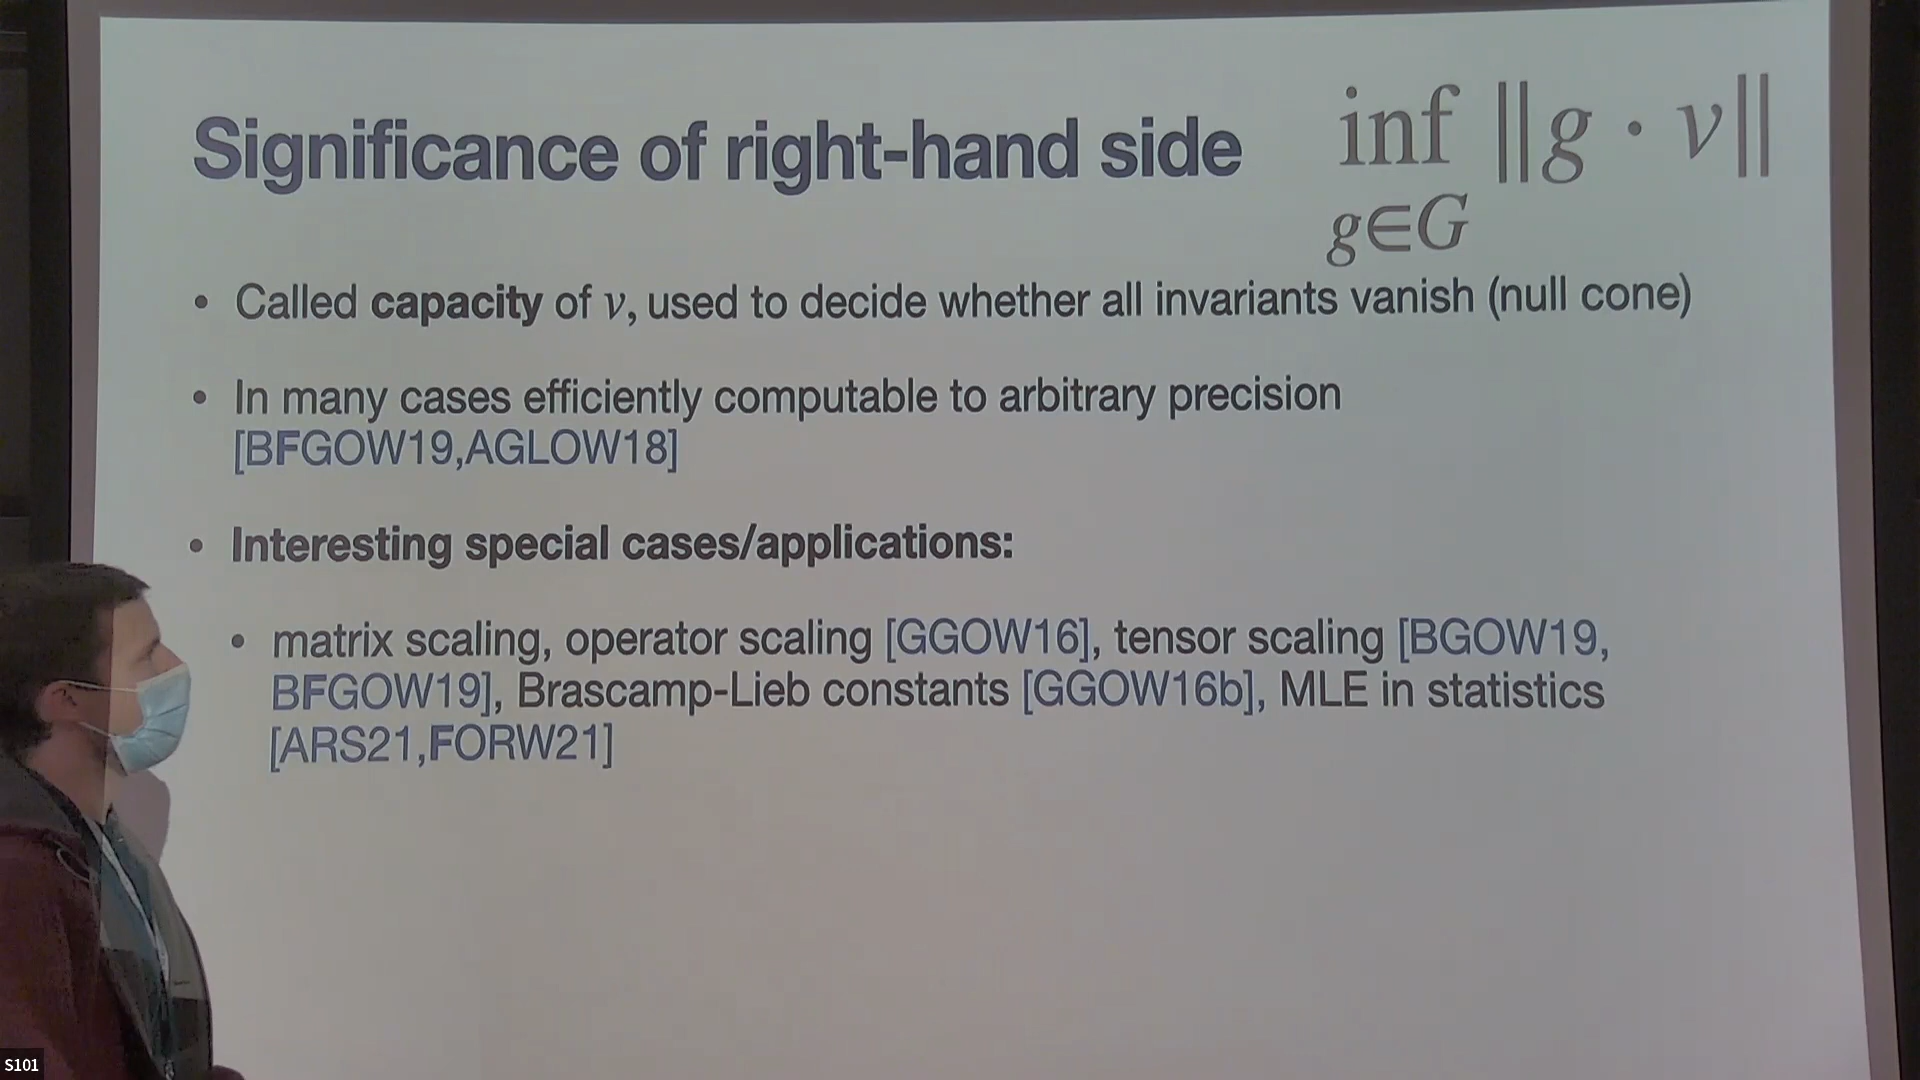 Significance of right-hand side
inf ||g · v||
g∈G
• Called capacity of v, used to decide whether all invariants vanish (null cone)
• In many cases efficiently computable to arbitrary precision
[BFGOW19,AGLOW18]
• Interesting special cases/applications:
• matrix scaling, operator scaling [GGOW16], tensor scaling [BGOW19,
BFGOW19], Brascamp-Lieb constants [GGOW16b], MLE in statistics
[ARS21,FORW21]
S101